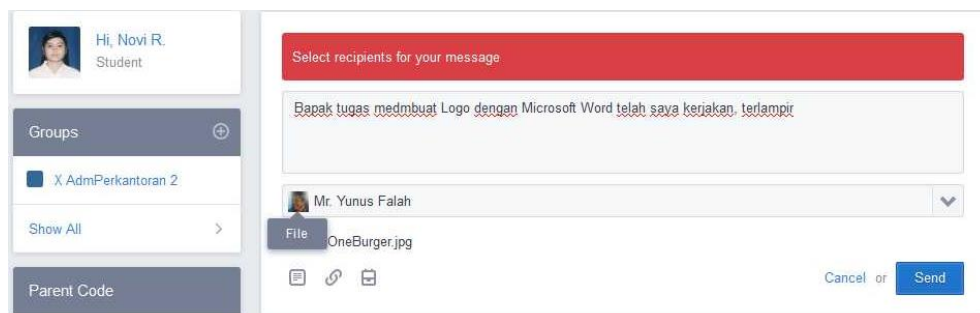 Hi, Novi R.
Student
Groups
X AdmPerkantoran 2
Show All
Parent Code
Select recipients for your message
Bapak tugas medmbuat Logo dengan Microsoft Word telah saya kerjakan, terlampir
Mr. Yunus Falah
File
OneBurger.jpg
Cancel or Send